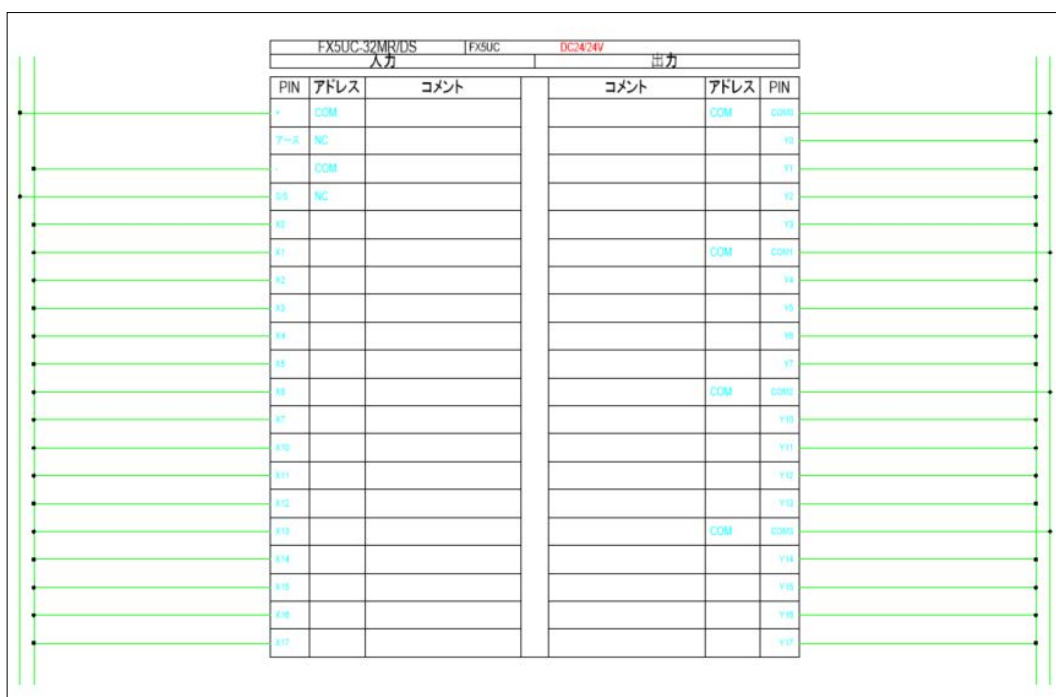 FX5UC-32MR/DS FX5UC DC24/24V
入力 出力
PIN アドレス コメント コメント アドレス PIN
+ COM COM COM0
アース NC Y0
- COM Y1
S/S NC Y2
X0 Y3
X1 COM COM1
X2 Y4
X3 Y5
X4 Y6
X5 Y7
X6 COM COM2
X7 Y10
X10 Y11
X11 Y12
X12 Y13
X13 COM COM3
X14 Y14
X15 Y15
X16 Y16
X17 Y17